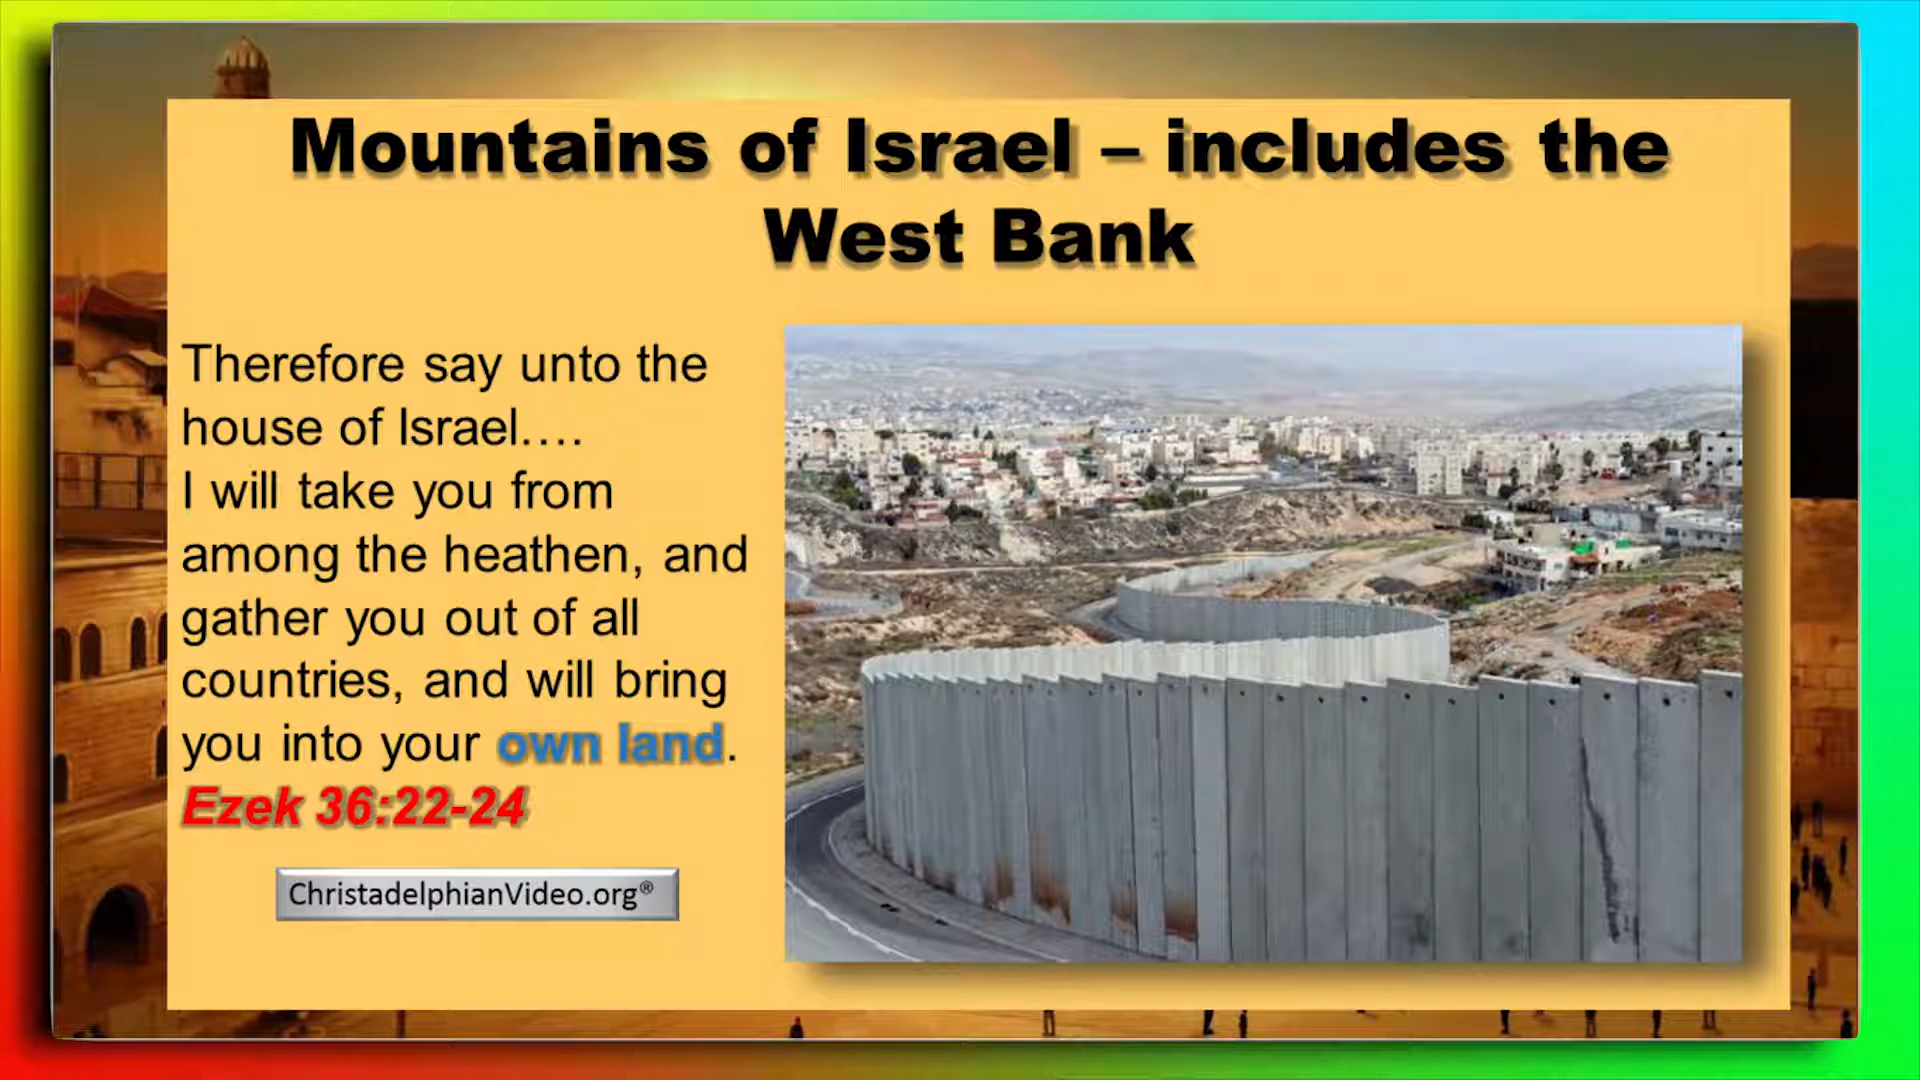 Mountains of Israel – includes the
West Bank
Therefore say unto the
house of Israel….
I will take you from
among the heathen, and
gather you out of all
countries, and will bring
you into your own land.
Ezek 36:22-24
ChristadelphianVideo.org®